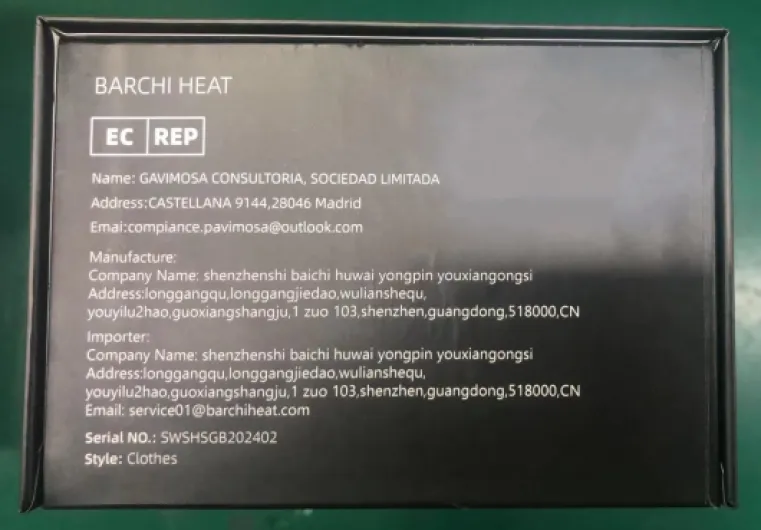 BARCHI HEAT
EC REP
Name: GAVIMOSA CONSULTORIA, SOCIEDAD LIMITADA
Address:CASTELLANA 9144,28046 Madrid
Emai:compiance.pavimosa@outlook.com
Manufacture:
Company Name: shenzhenshi baichi huwai yongpin youxiangongsi
Address:longgangqu,longgangjiedao,wulianshequ,
youyilu2hao,guoxiangshangju,1 zuo 103,shenzhen,guangdong,518000,CN
Importer:
Company Name: shenzhenshi baichi huwai yongpin youxiangongsi
Address:longgangqu,longgangjiedao,wulianshequ,
youyilu2hao,guoxiangshangju,1 zuo 103,shenzhen,guangdong,518000,CN
Email: service01@barchiheat.com
Serial NO.: SWSHSGB202402
Style: Clothes